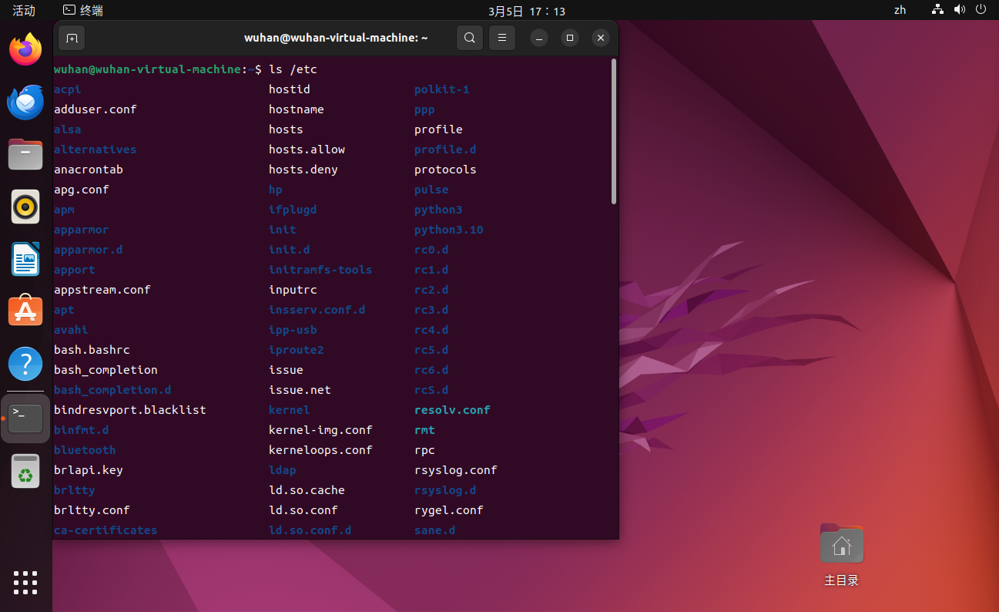 活动 终端 3月5日 17：13 zh
wuhan@wuhan-virtual-machine: ~
wuhan@wuhan-virtual-machine:~$ ls /etc
acpi hostid polkit-1
adduser.conf hostname ppp
alsa hosts profile
alternatives hosts.allow profile.d
anacrontab hosts.deny protocols
apg.conf hp pulse
apm ifplugd python3
apparmor init python3.10
apparmor.d init.d rc0.d
apport initramfs-tools rc1.d
appstream.conf inputrc rc2.d
apt insserv.conf.d rc3.d
avahi ipp-usb rc4.d
bash.bashrc iproute2 rc5.d
bash_completion issue rc6.d
bash_completion.d issue.net rcS.d
bindresvport.blacklist kernel resolv.conf
binfmt.d kernel-img.conf rmt
bluetooth kerneloops.conf rpc
brlapi.key ldap rsyslog.conf
brltty ld.so.cache rsyslog.d
brltty.conf ld.so.conf rygel.conf
ca-certificates ld.so.conf.d sane.d
主目录